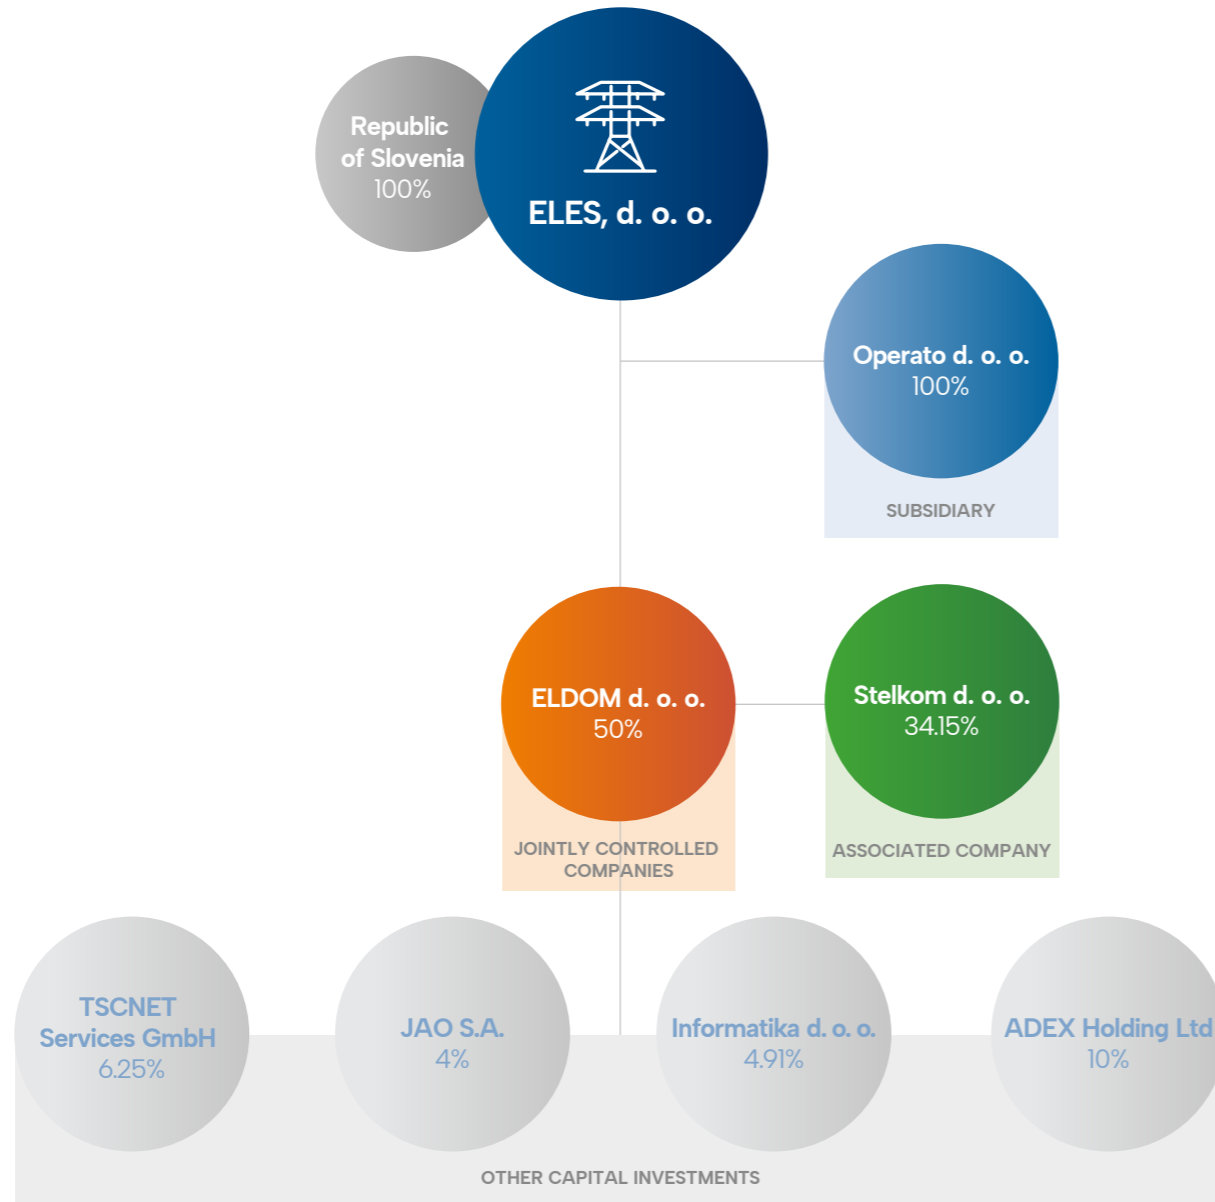 Republic
of Slovenia
100%
ELES, d. o. o.
Operato d. o. o.
100%
SUBSIDIARY
ELDOM d. o. o.
50%
JOINTLY CONTROLLED
COMPANIES
Stelkom d. o. o.
34.15%
ASSOCIATED COMPANY
TSCNET
Services GmbH
6.25%
JAO S.A.
4%
Informatika d. o. o.
4.91%
ADEX Holding Ltd
10%
OTHER CAPITAL INVESTMENTS